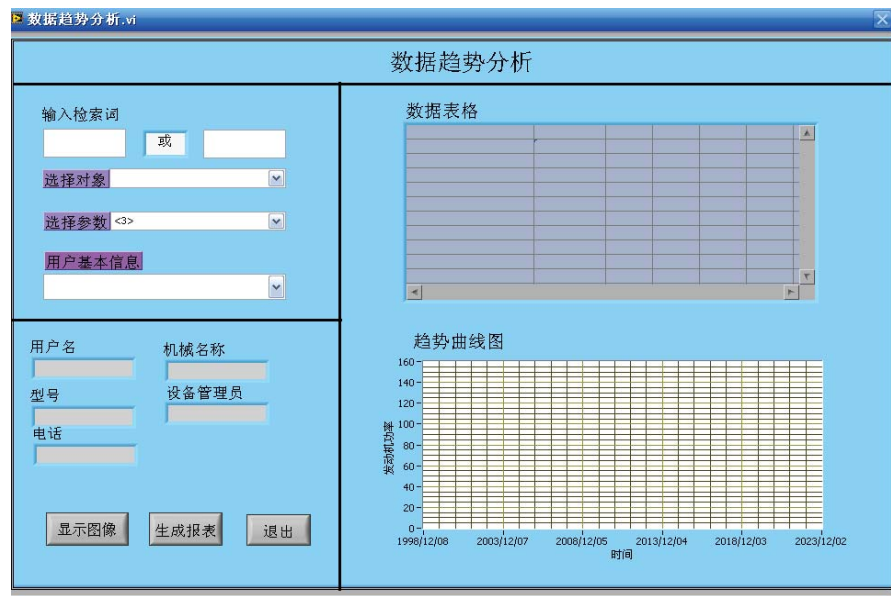 数据趋势分析.vi
数据趋势分析
输入检索词
或
选择对象
选择参数 <3>
用户基本信息
用户名
机械名称
型号
设备管理员
电话
显示图像
生成报表
退出
数据表格
趋势曲线图
160
140
120
100
80
60
40
20
0
发动机功率
1998/12/08 2003/12/07 2008/12/05 2013/12/04 2018/12/03 2023/12/02
时间